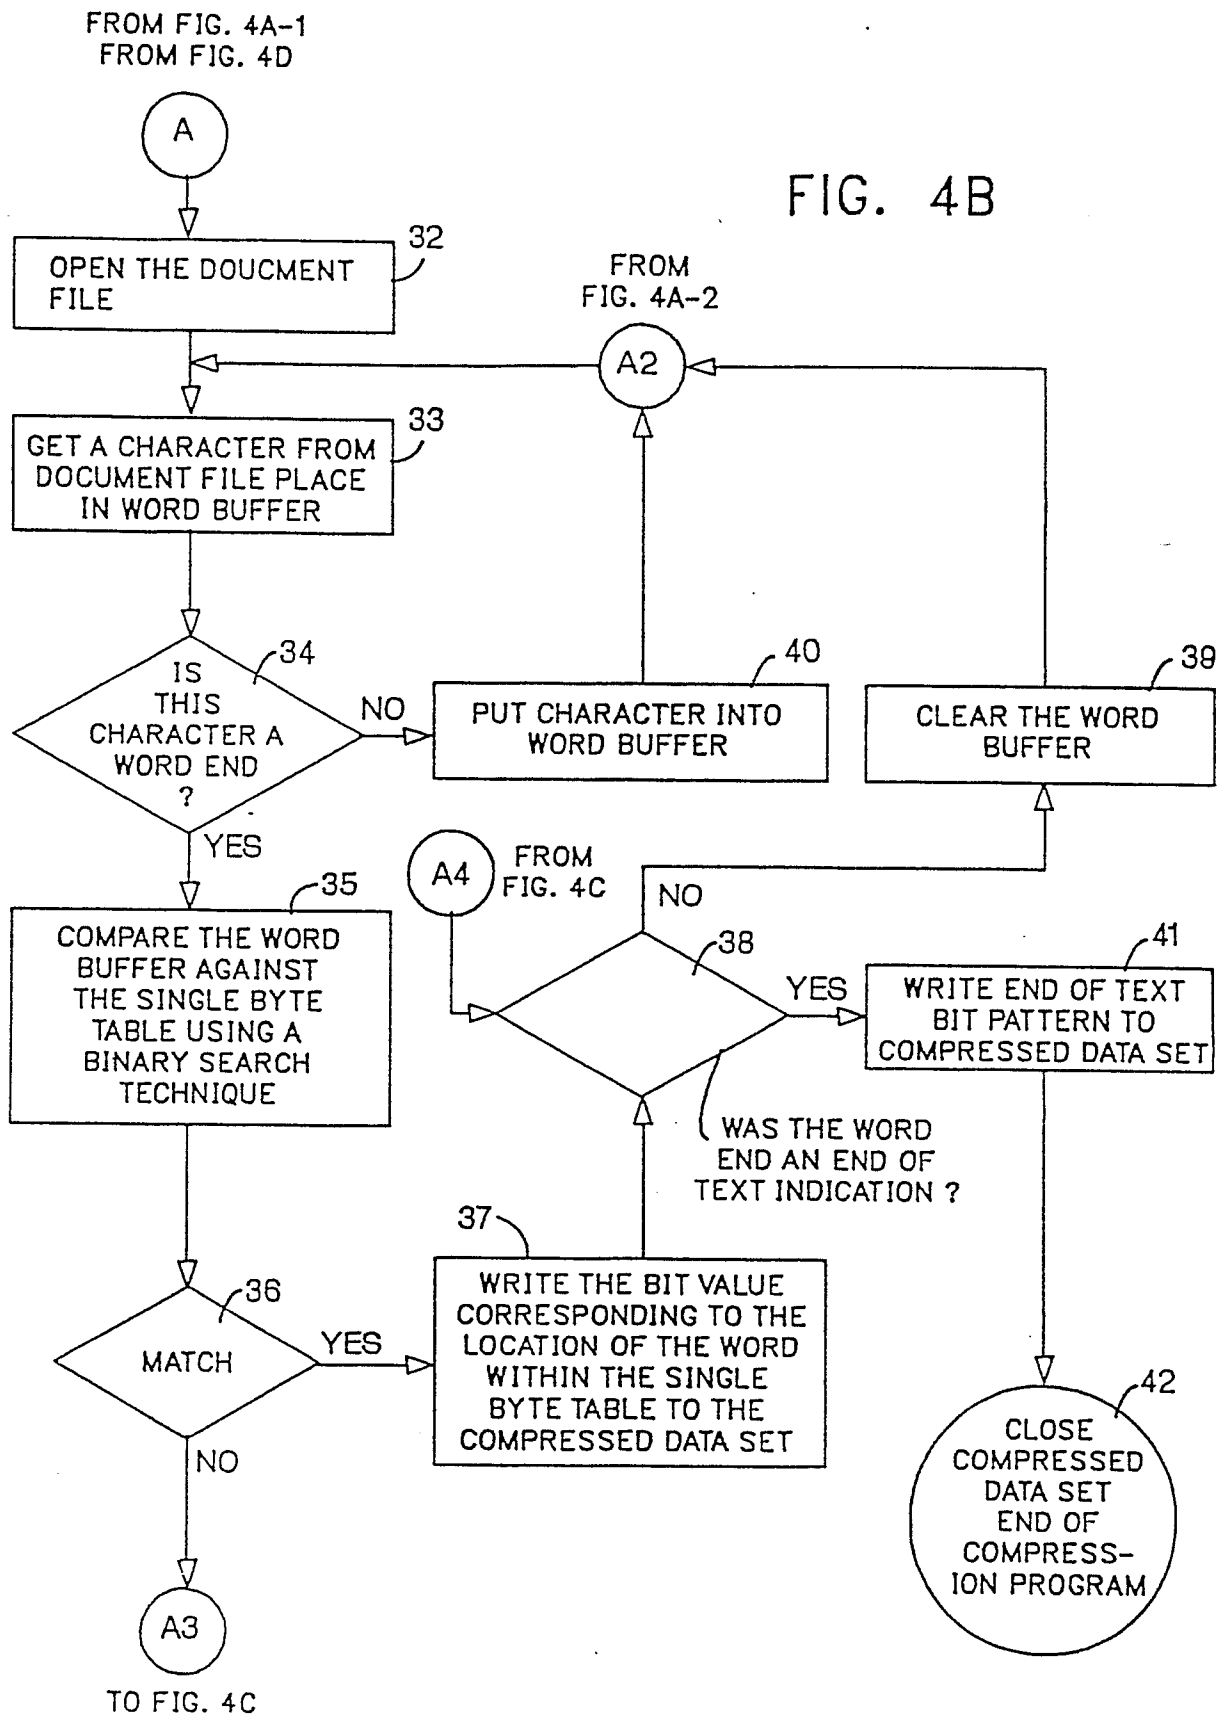 FROM FIG. 4A-1
FROM FIG. 4D
A
FIG. 4B
32
OPEN THE DOUCMENT
FILE
FROM
FIG. 4A-2
A2
33
GET A CHARACTER FROM
DOCUMENT FILE PLACE
IN WORD BUFFER
34
IS
THIS
CHARACTER A
WORD END
?
NO
YES
40
PUT CHARACTER INTO
WORD BUFFER
39
CLEAR THE WORD
BUFFER
A4
FROM
FIG. 4C
NO
35
COMPARE THE WORD
BUFFER AGAINST
THE SINGLE BYTE
TABLE USING A
BINARY SEARCH
TECHNIQUE
38
YES
WAS THE WORD
END AN END OF
TEXT INDICATION ?
41
WRITE END OF TEXT
BIT PATTERN TO
COMPRESSED DATA SET
36
MATCH
YES
NO
37
WRITE THE BIT VALUE
CORRESPONDING TO THE
LOCATION OF THE WORD
WITHIN THE SINGLE
BYTE TABLE TO THE
COMPRESSED DATA SET
42
CLOSE
COMPRESSED
DATA SET
END OF
COMPRESS-
ION PROGRAM
A3
TO FIG. 4C